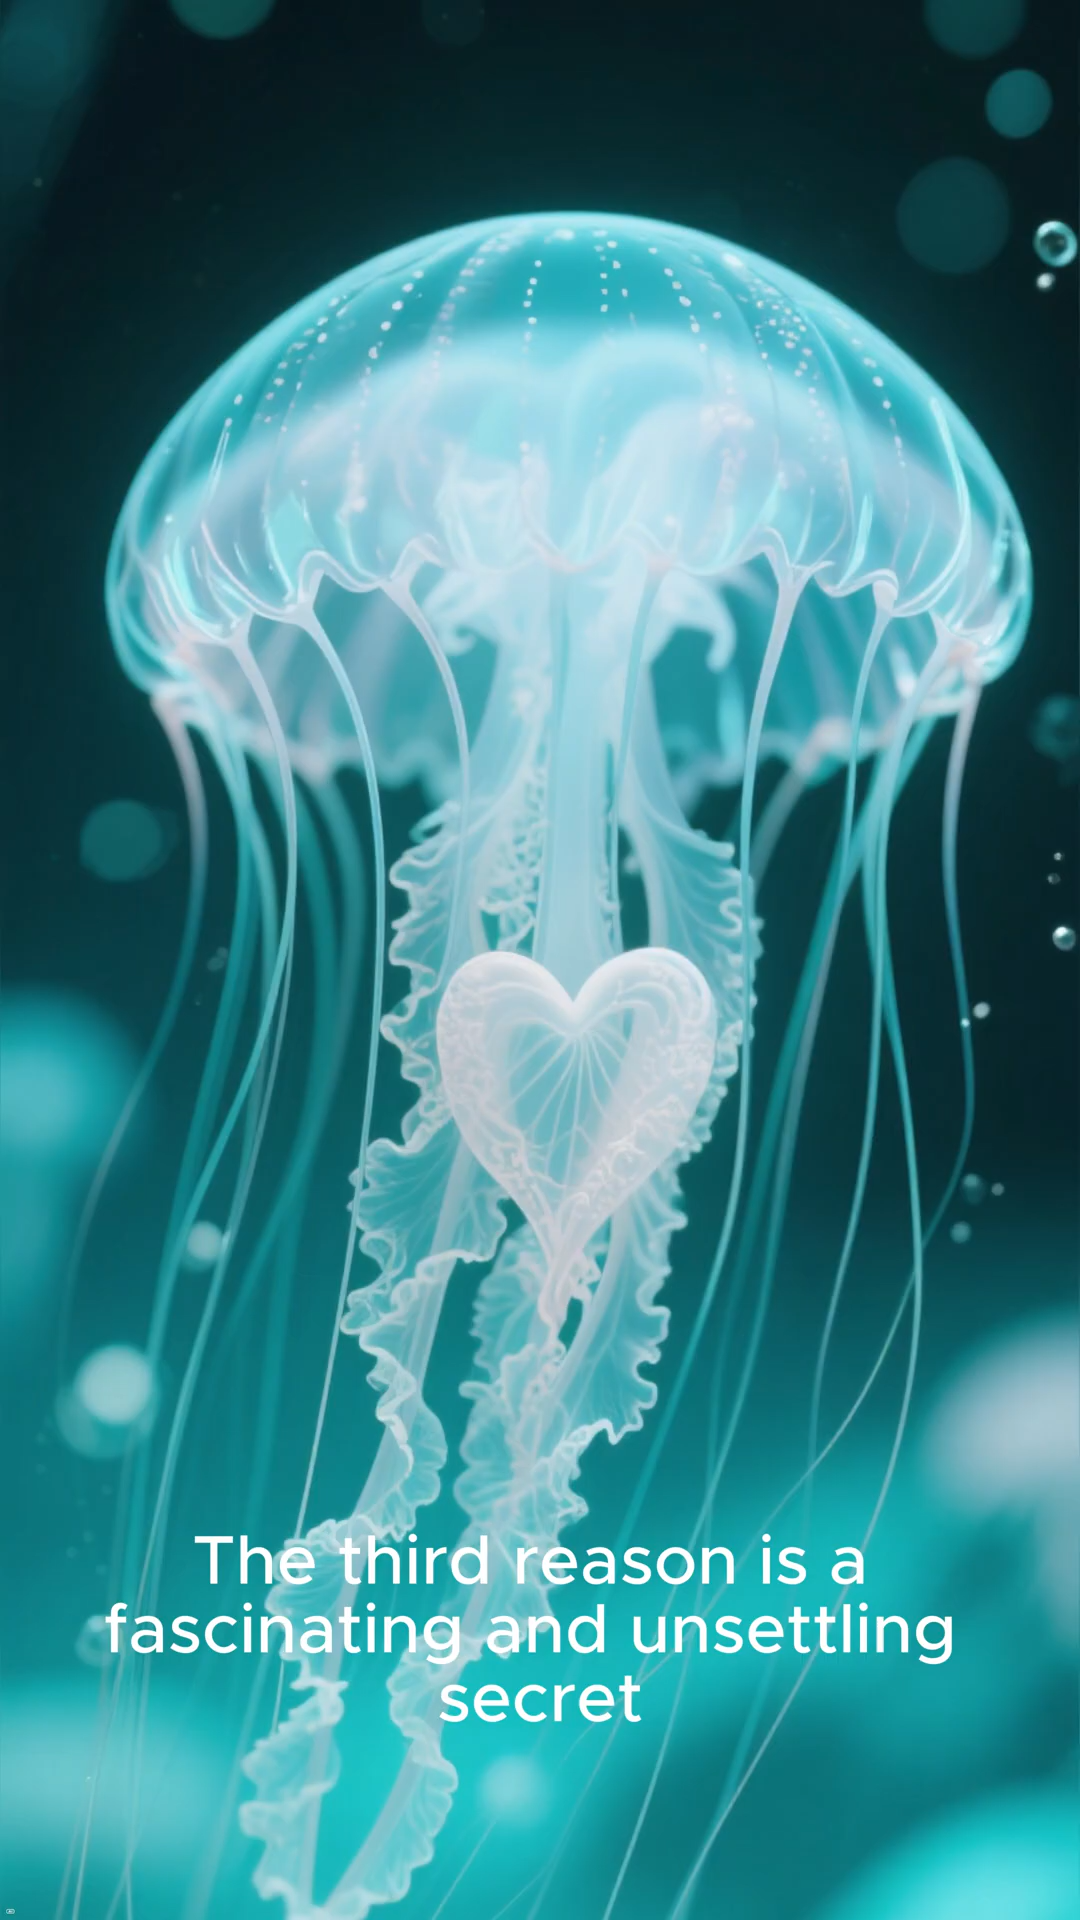 The third reason is a
fascinating and unsettling
secret